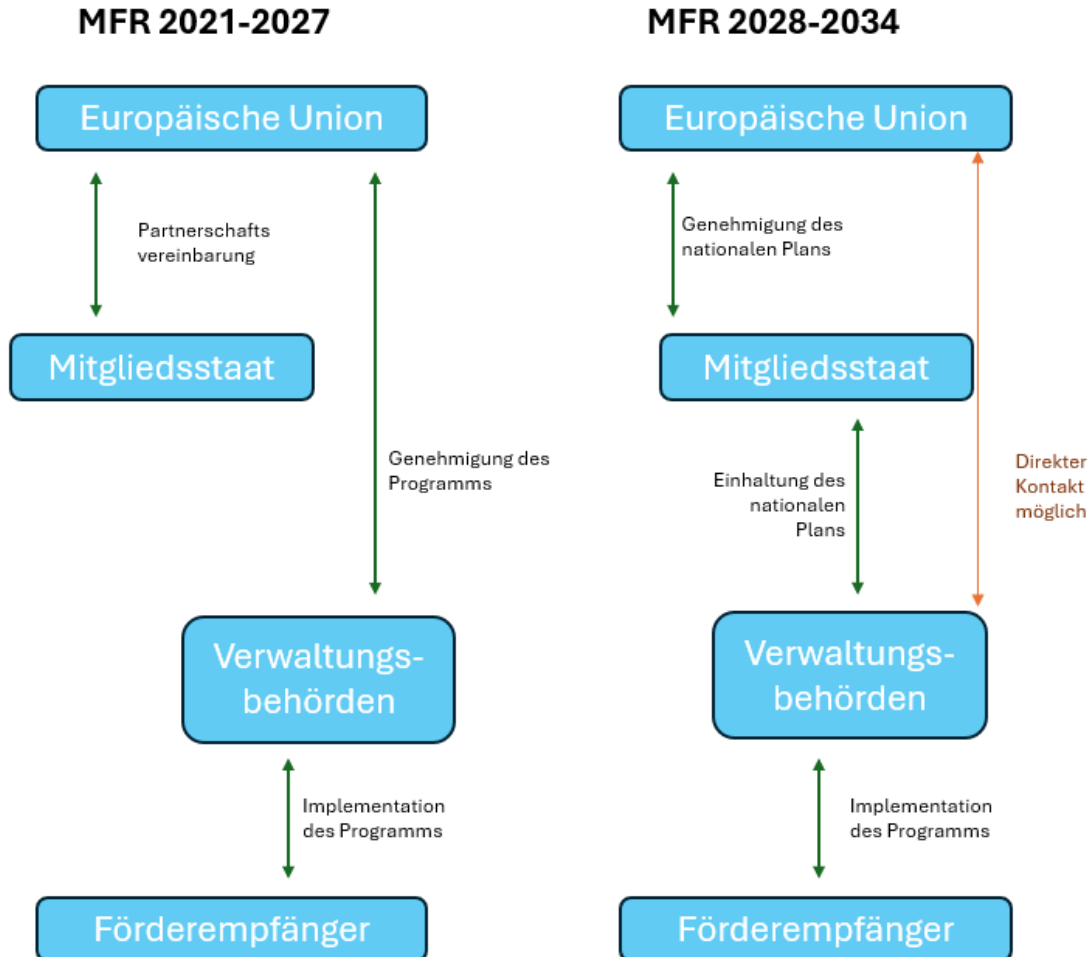 MFR 2021-2027
MFR 2028-2034
Europäische Union
Europäische Union
Partnerschafts
vereinbarung
Genehmigung des
nationalen Plans
Mitgliedsstaat
Mitgliedsstaat
Genehmigung des
Programms
Einhaltung des
nationalen
Plans
Direkter
Kontakt
möglich
Verwaltungs-
behörden
Verwaltungs-
behörden
Implementation
des Programms
Implementation
des Programms
Förderempfänger
Förderempfänger